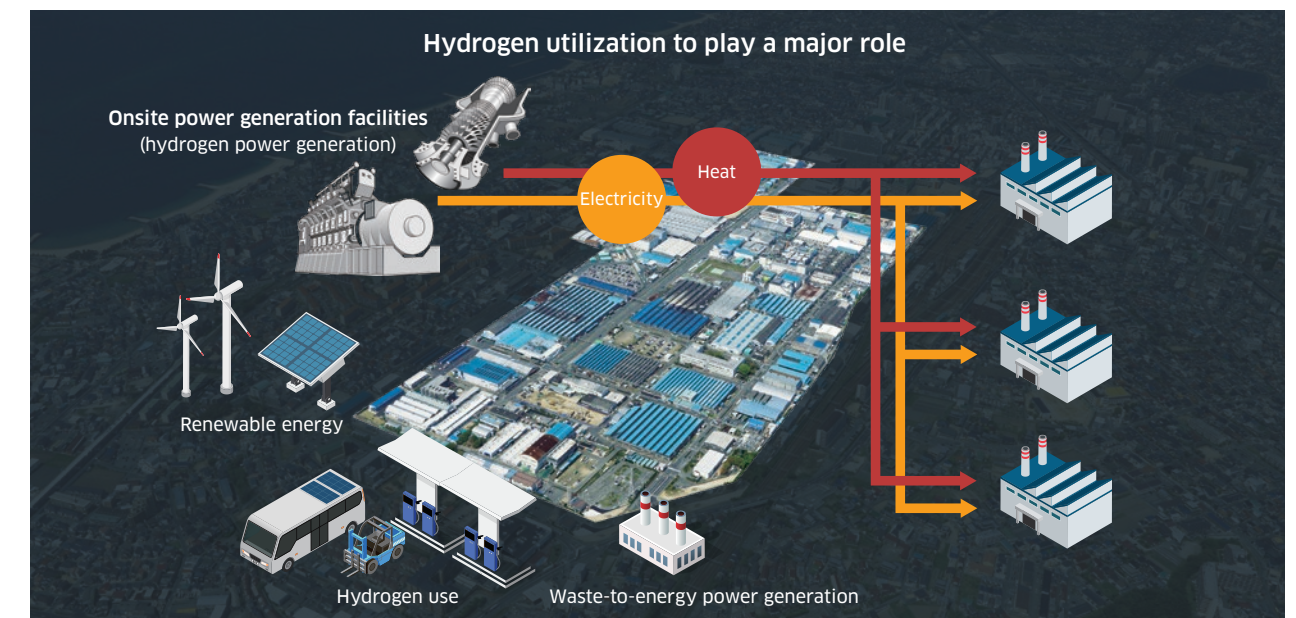 Hydrogen utilization to play a major role
Onsite power generation facilities
(hydrogen power generation)
Heat
Electricity
Renewable energy
Hydrogen use
Waste-to-energy power generation